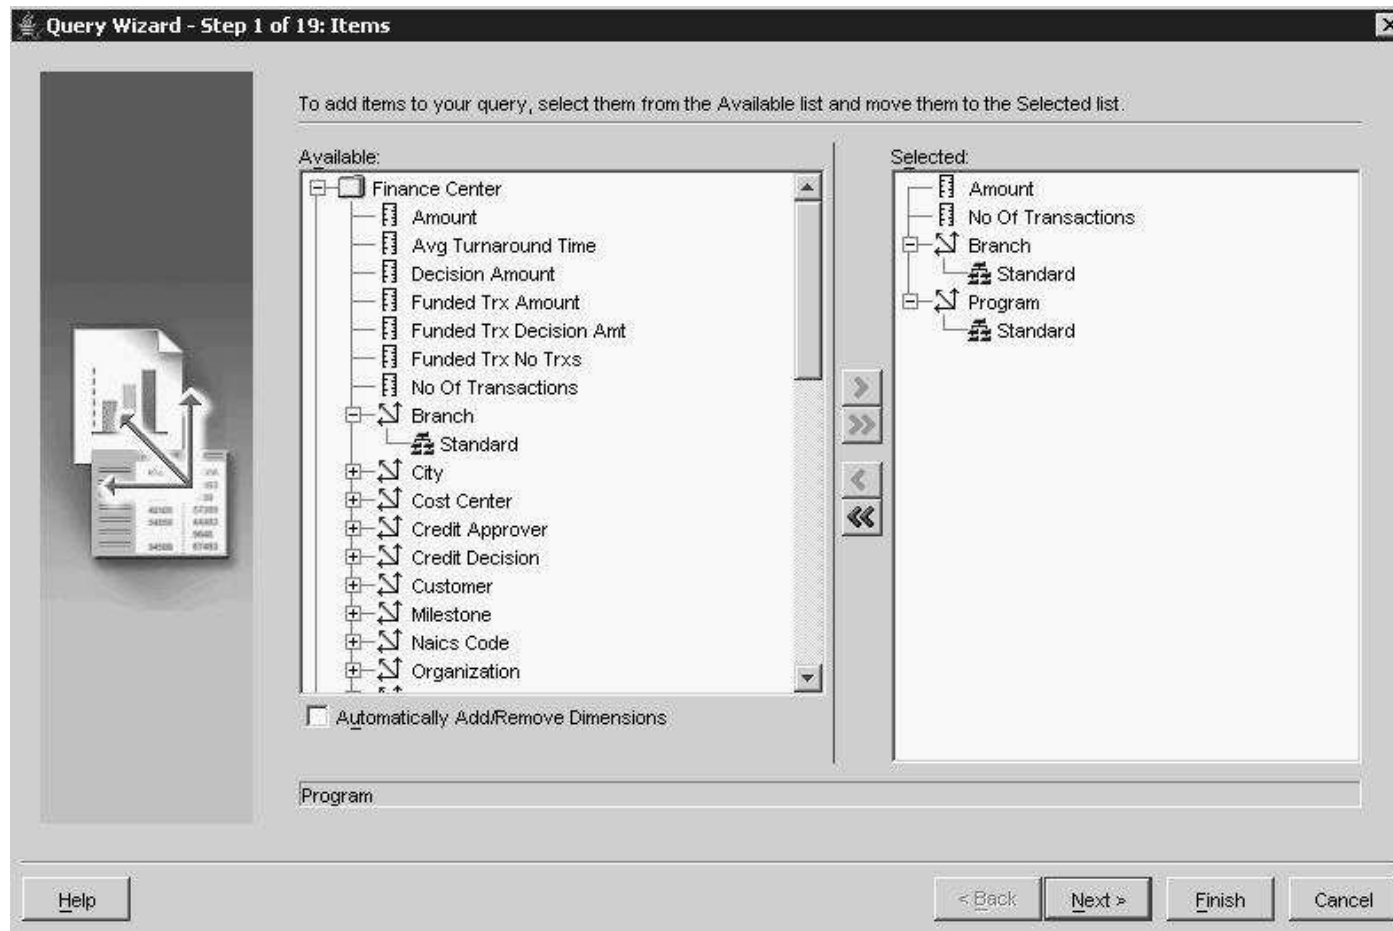 Query Wizard - Step 1 of 19: Items
To add items to your query, select them from the Available list and move them to the Selected list.
Available:
Finance Center
Amount
Avg Turnaround Time
Decision Amount
Funded Trx Amount
Funded Trx Decision Amt
Funded Trx No Trxs
No Of Transactions
Branch
Standard
City
Cost Center
Credit Approver
Credit Decision
Customer
Milestone
Naics Code
Organization
Automatically Add/Remove Dimensions
Selected:
Amount
No Of Transactions
Branch
Standard
Program
Standard
Program
Help
< Back
Next >
Finish
Cancel